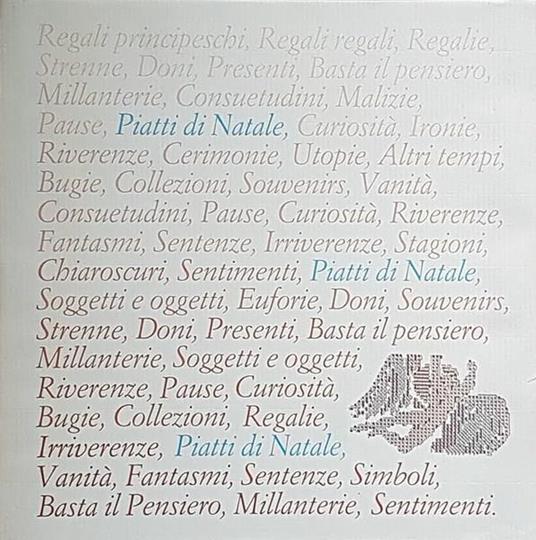 Regali principeschi, Regali regali, Regalie,
Strenne, Doni, Presenti, Basta il pensiero,
Millanterie, Consuetudini, Malizie,
Pause, Piatti di Natale, Curiosità, Ironie,
Riverenze, Cerimonie, Utopie, Altri tempi,
Bugie, Collezioni, Souvenirs, Vanità,
Consuetudini, Pause, Curiosità, Riverenze,
Fantasmi, Sentenze, Irriverenze, Stagioni,
Chiaroscuri, Sentimenti, Piatti di Natale,
Soggetti e oggetti, Euforie, Doni, Souvenirs,
Strenne, Doni, Presenti, Basta il pensiero,
Millanterie, Soggetti e oggetti,
Riverenze, Pause, Curiosità,
Bugie, Collezioni, Regalie,
Irriverenze, Piatti di Natale,
Vanità, Fantasmi, Sentenze, Simboli,
Basta il Pensiero, Millanterie, Sentimenti.